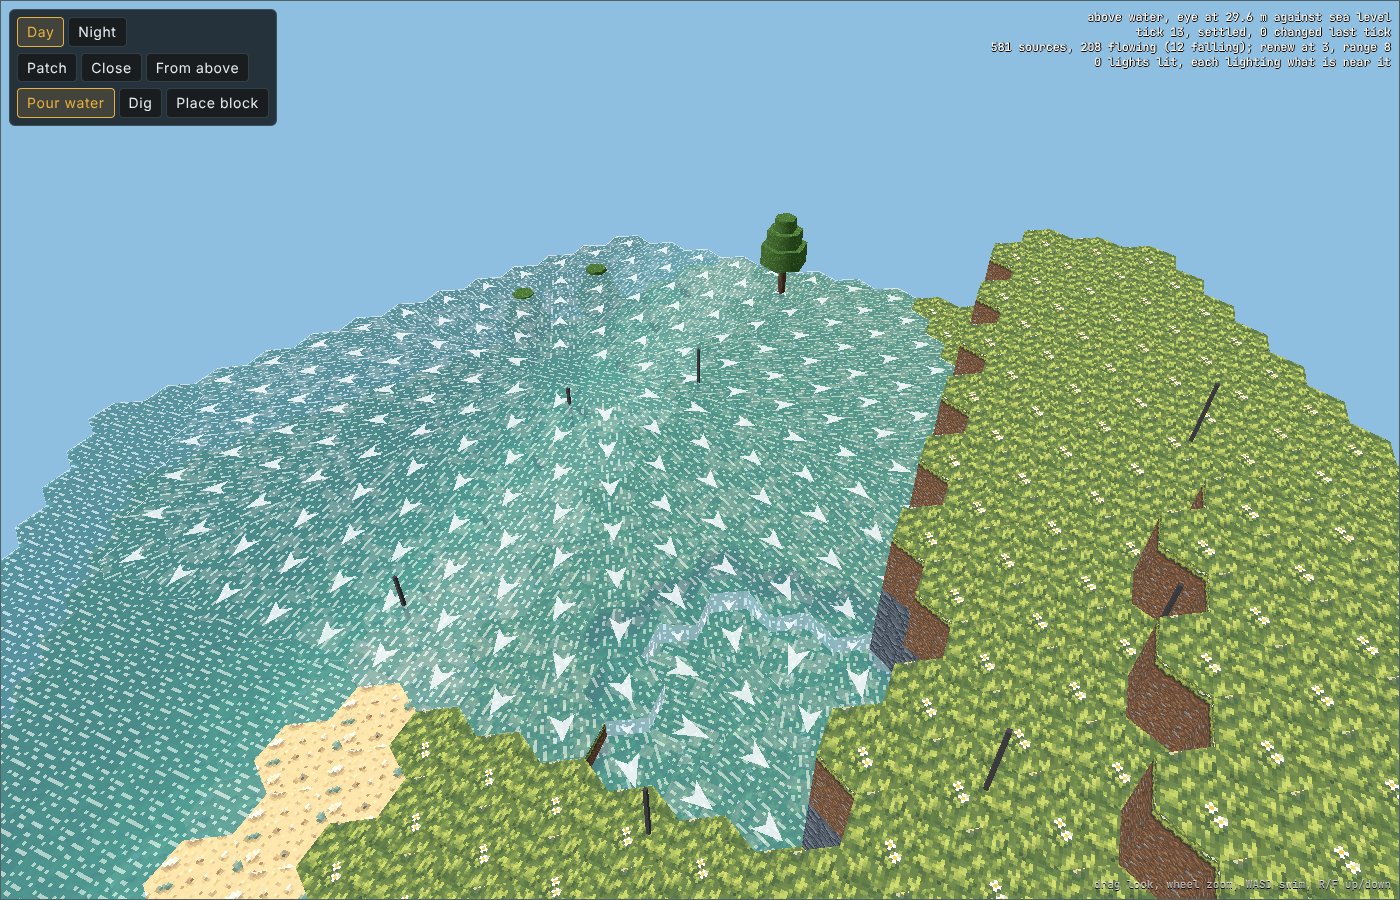 Day Night
Patch Close From above
Pour water Dig Place block
above water, eye at 29.6 m against sea level
tick 13, settled, 0 changed last tick
581 sources, 208 flowing (12 falling); renew at 3, range 8
0 lights lit, each lighting what is near it
drag look, wheel zoom, WASD swim, R/F up/down